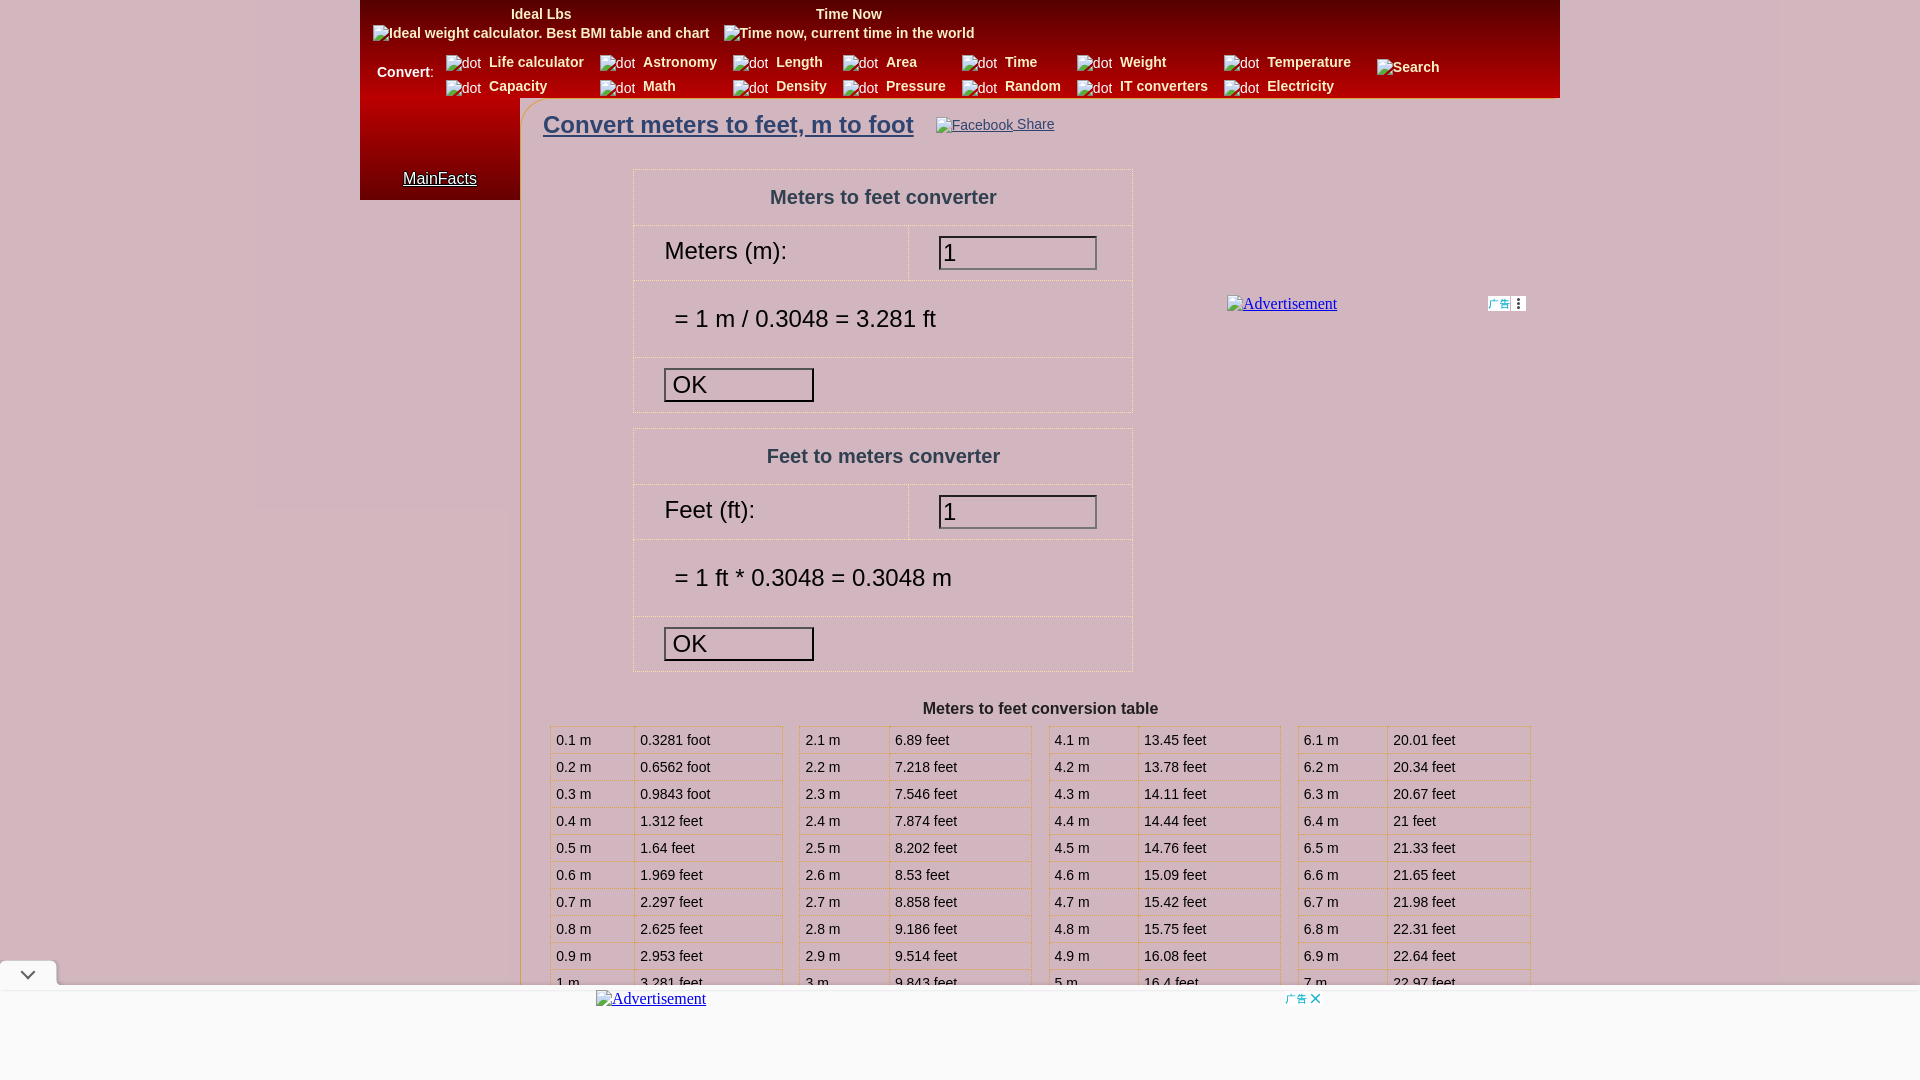 Ideal Lbs
Time Now
Ideal weight calculator. Best BMI table and chart
Time now, current time in the world
Convert:
dot Life calculator dot Astronomy dot Length dot Area dot Time dot Weight dot Temperature
dot Capacity dot Math dot Density dot Pressure dot Random dot IT converters dot Electricity
Search
MainFacts
Convert meters to feet, m to foot
Facebook Share
Meters to feet converter
Meters (m): 1
= 1 m / 0.3048 = 3.281 ft
OK
Advertisement
广告
Feet to meters converter
Feet (ft): 1
= 1 ft * 0.3048 = 0.3048 m
OK
Meters to feet conversion table
0.1 m 0.3281 foot 2.1 m 6.89 feet 4.1 m 13.45 feet 6.1 m 20.01 feet
0.2 m 0.6562 foot 2.2 m 7.218 feet 4.2 m 13.78 feet 6.2 m 20.34 feet
0.3 m 0.9843 foot 2.3 m 7.546 feet 4.3 m 14.11 feet 6.3 m 20.67 feet
0.4 m 1.312 feet 2.4 m 7.874 feet 4.4 m 14.44 feet 6.4 m 21 feet
0.5 m 1.64 feet 2.5 m 8.202 feet 4.5 m 14.76 feet 6.5 m 21.33 feet
0.6 m 1.969 feet 2.6 m 8.53 feet 4.6 m 15.09 feet 6.6 m 21.65 feet
0.7 m 2.297 feet 2.7 m 8.858 feet 4.7 m 15.42 feet 6.7 m 21.98 feet
0.8 m 2.625 feet 2.8 m 9.186 feet 4.8 m 15.75 feet 6.8 m 22.31 feet
0.9 m 2.953 feet 2.9 m 9.514 feet 4.9 m 16.08 feet 6.9 m 22.64 feet
1 m 3.281 feet 3 m 9.843 feet 5 m 16.4 feet 7 m 22.97 feet
Advertisement
广告